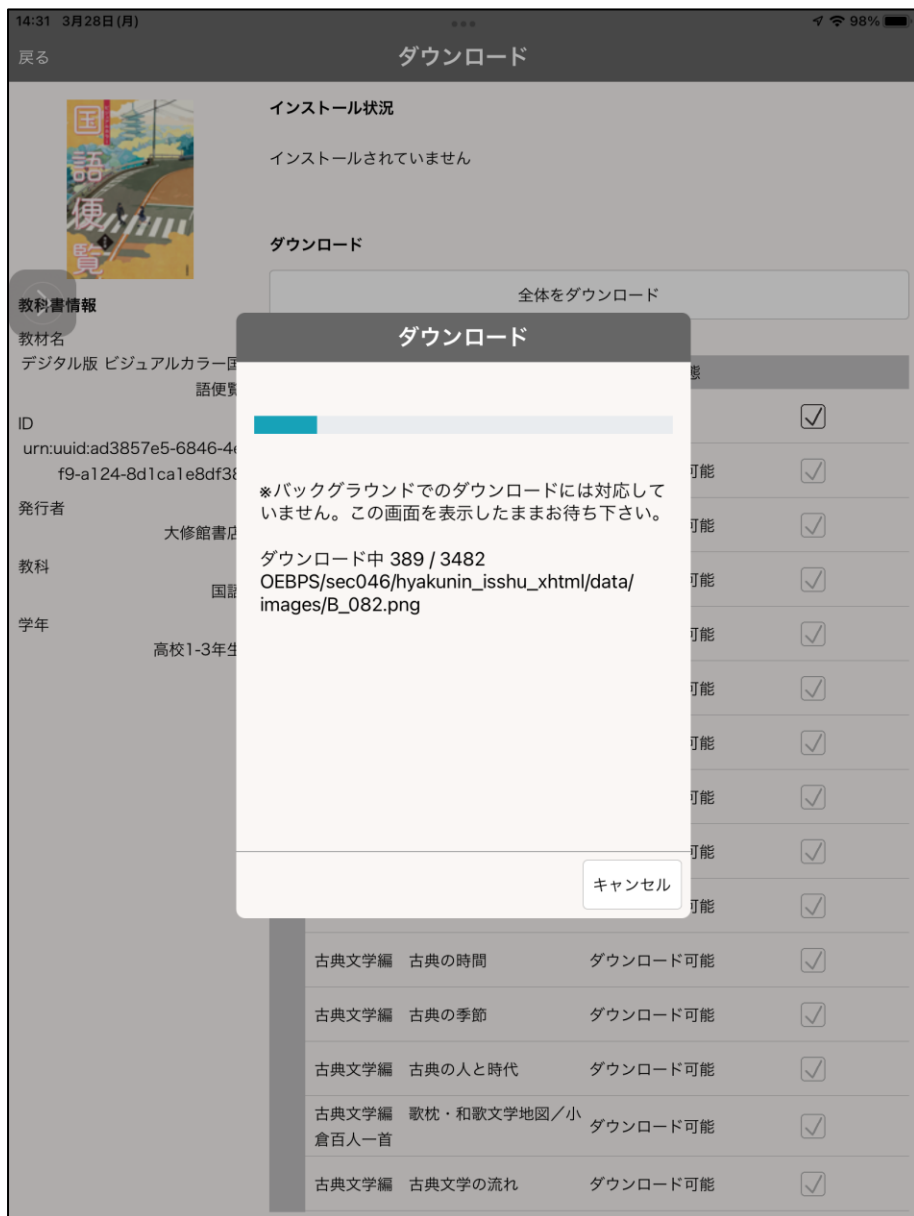 14:31 3月28日(月)
98%
戻る
ダウンロード
国語便覧
インストール状況
インストールされていません
ダウンロード
全体をダウンロード
教科書情報
教材名
デジタル版 ビジュアルカラー国
語便覧
ID
urn:uuid:ad3857e5-6846-4e
f9-a124-8d1ca1e8df38
発行者
大修館書店
教科
国語
学年
高校1-3年生
ダウンロード
※バックグラウンドでのダウンロードには対応して
いません。この画面を表示したままお待ち下さい。
ダウンロード中 389 / 3482
OEBPS/sec046/hyakunin_isshu_xhtml/data/
images/B_082.png
キャンセル
態
可能
可能
可能
可能
可能
可能
可能
可能
可能
古典文学編 古典の時間 ダウンロード可能
古典文学編 古典の季節 ダウンロード可能
古典文学編 古典の人と時代 ダウンロード可能
古典文学編 歌枕・和歌文学地図／小
倉百人一首 ダウンロード可能
古典文学編 古典文学の流れ ダウンロード可能